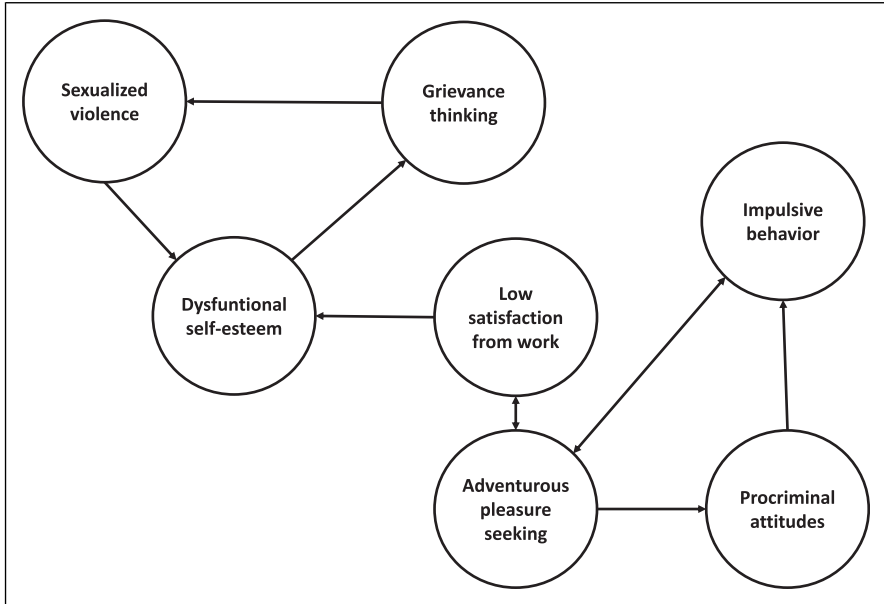 Sexualized
violence
Grievance
thinking
Impulsive
behavior
Dysfuntional
self-esteem
Low
satisfaction
from work
Adventurous
pleasure
seeking
Procriminal
attitudes